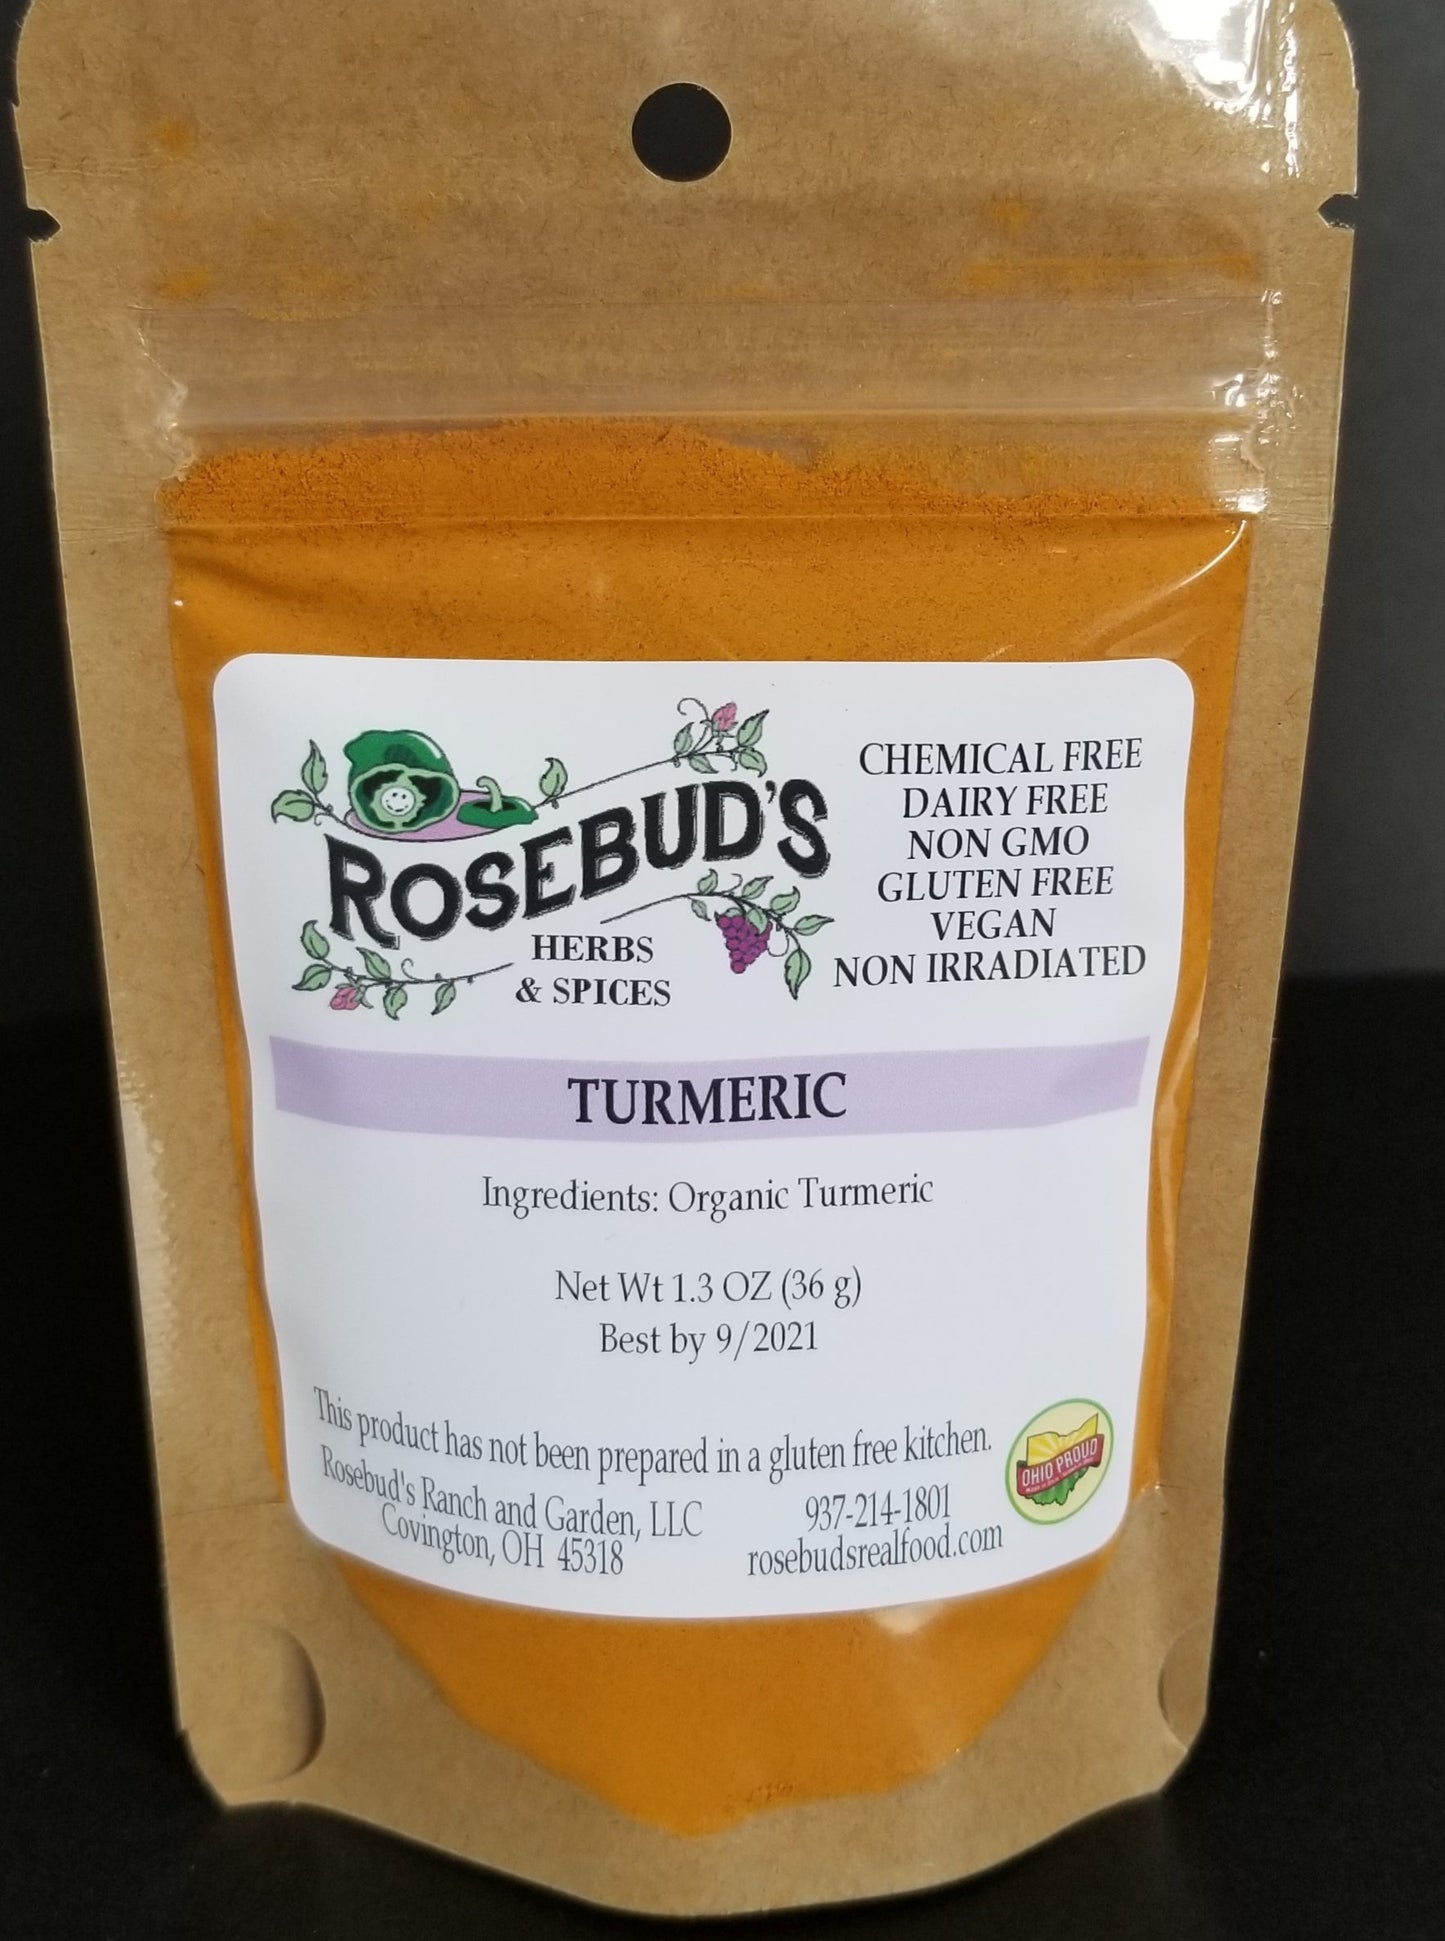 ROSEBUD'S
HERBS
& SPICES
CHEMICAL FREE
DAIRY FREE
NON GMO
GLUTEN FREE
VEGAN
NON IRRADIATED
TURMERIC
Ingredients: Organic Turmeric
Net Wt 1.3 OZ (36 g)
Best by 9/2021
This product has not been prepared in a gluten free kitchen.
Rosebud's Ranch and Garden, LLC
Covington, OH 45318
937-214-1801
rosebudsrealfood.com
OHIO PROUD